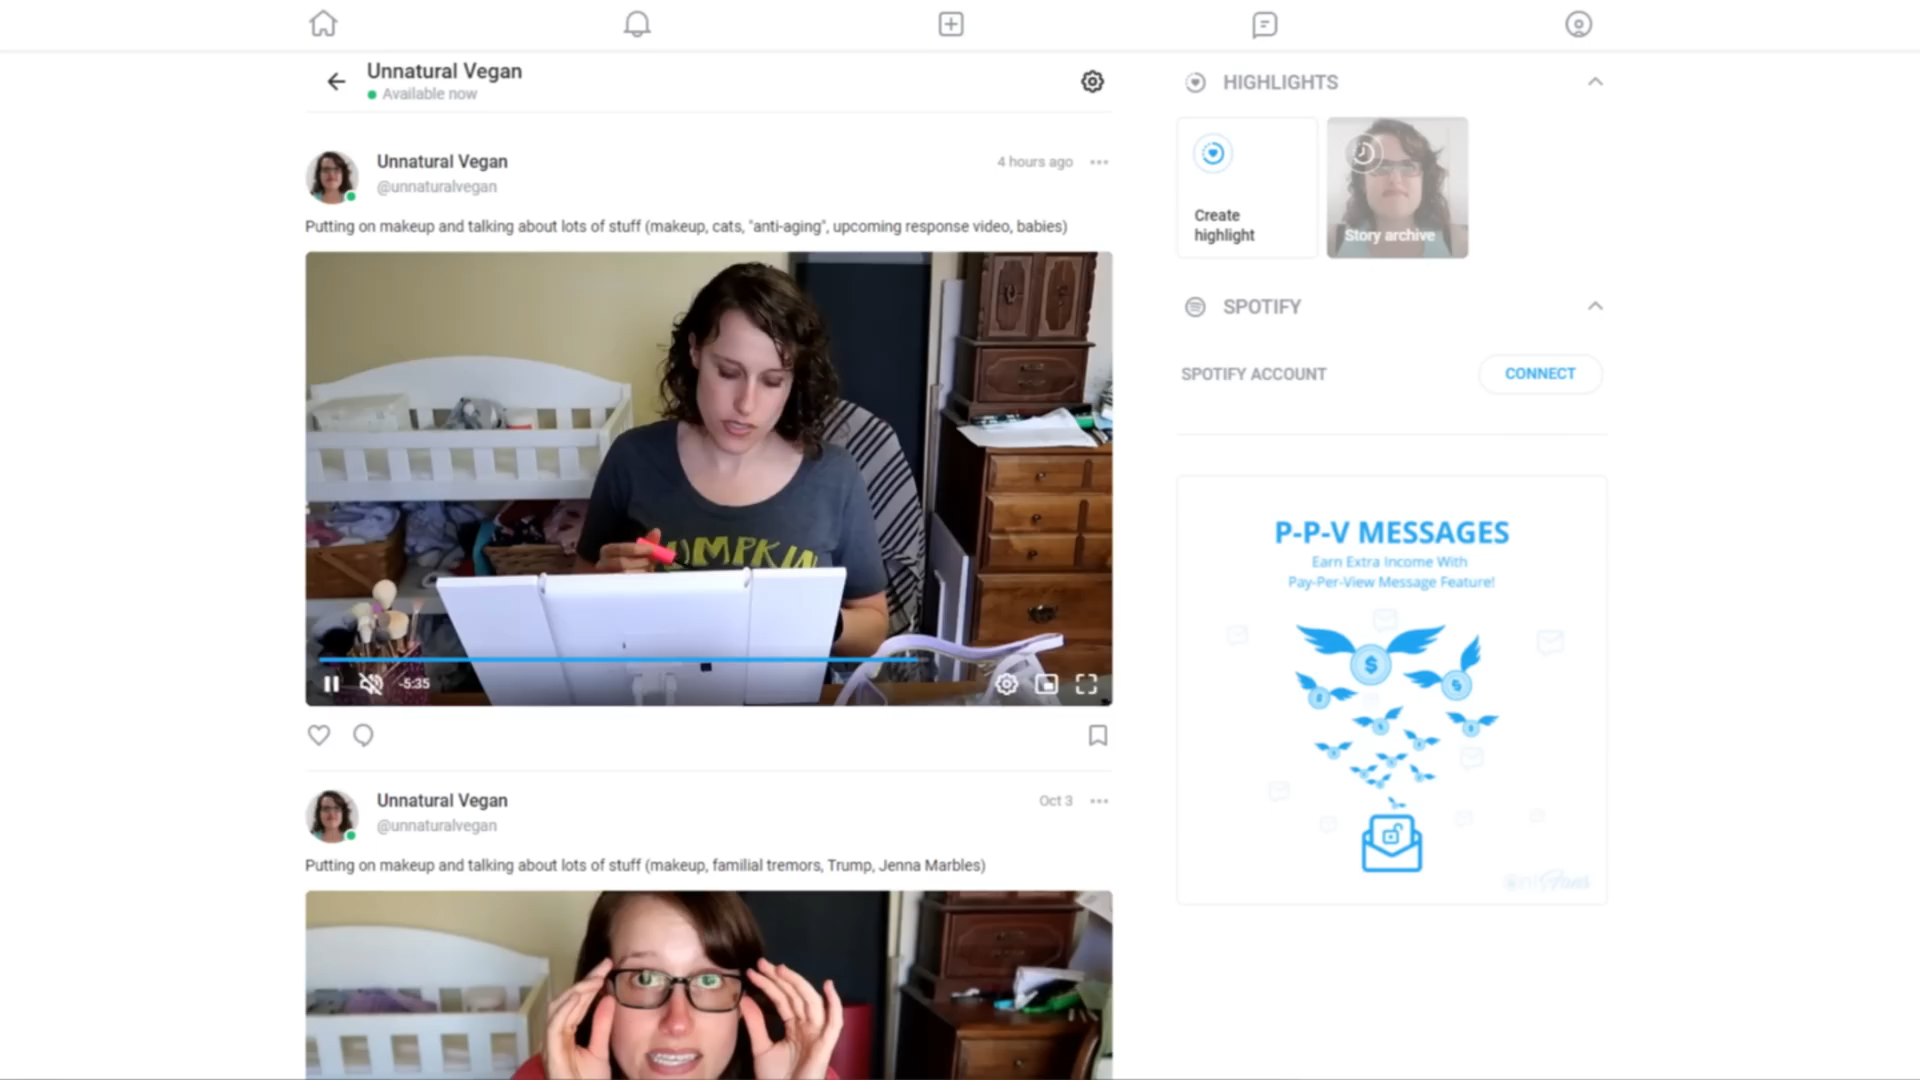 Unnatural Vegan
Available now
Unnatural Vegan
4 hours ago
@unnaturalvegan
Putting on makeup and talking about lots of stuff (makeup, cats, "anti-aging", upcoming response video, babies)
UMPKIN
-5:35
Unnatural Vegan
Oct 3
@unnaturalvegan
Putting on makeup and talking about lots of stuff (makeup, familial tremors, Trump, Jenna Marbles)
HIGHLIGHTS
Create
highlight
Story archive
SPOTIFY
SPOTIFY ACCOUNT
CONNECT
P-P-V MESSAGES
Earn Extra Income With
Pay-Per-View Message Feature!
OnlyFans